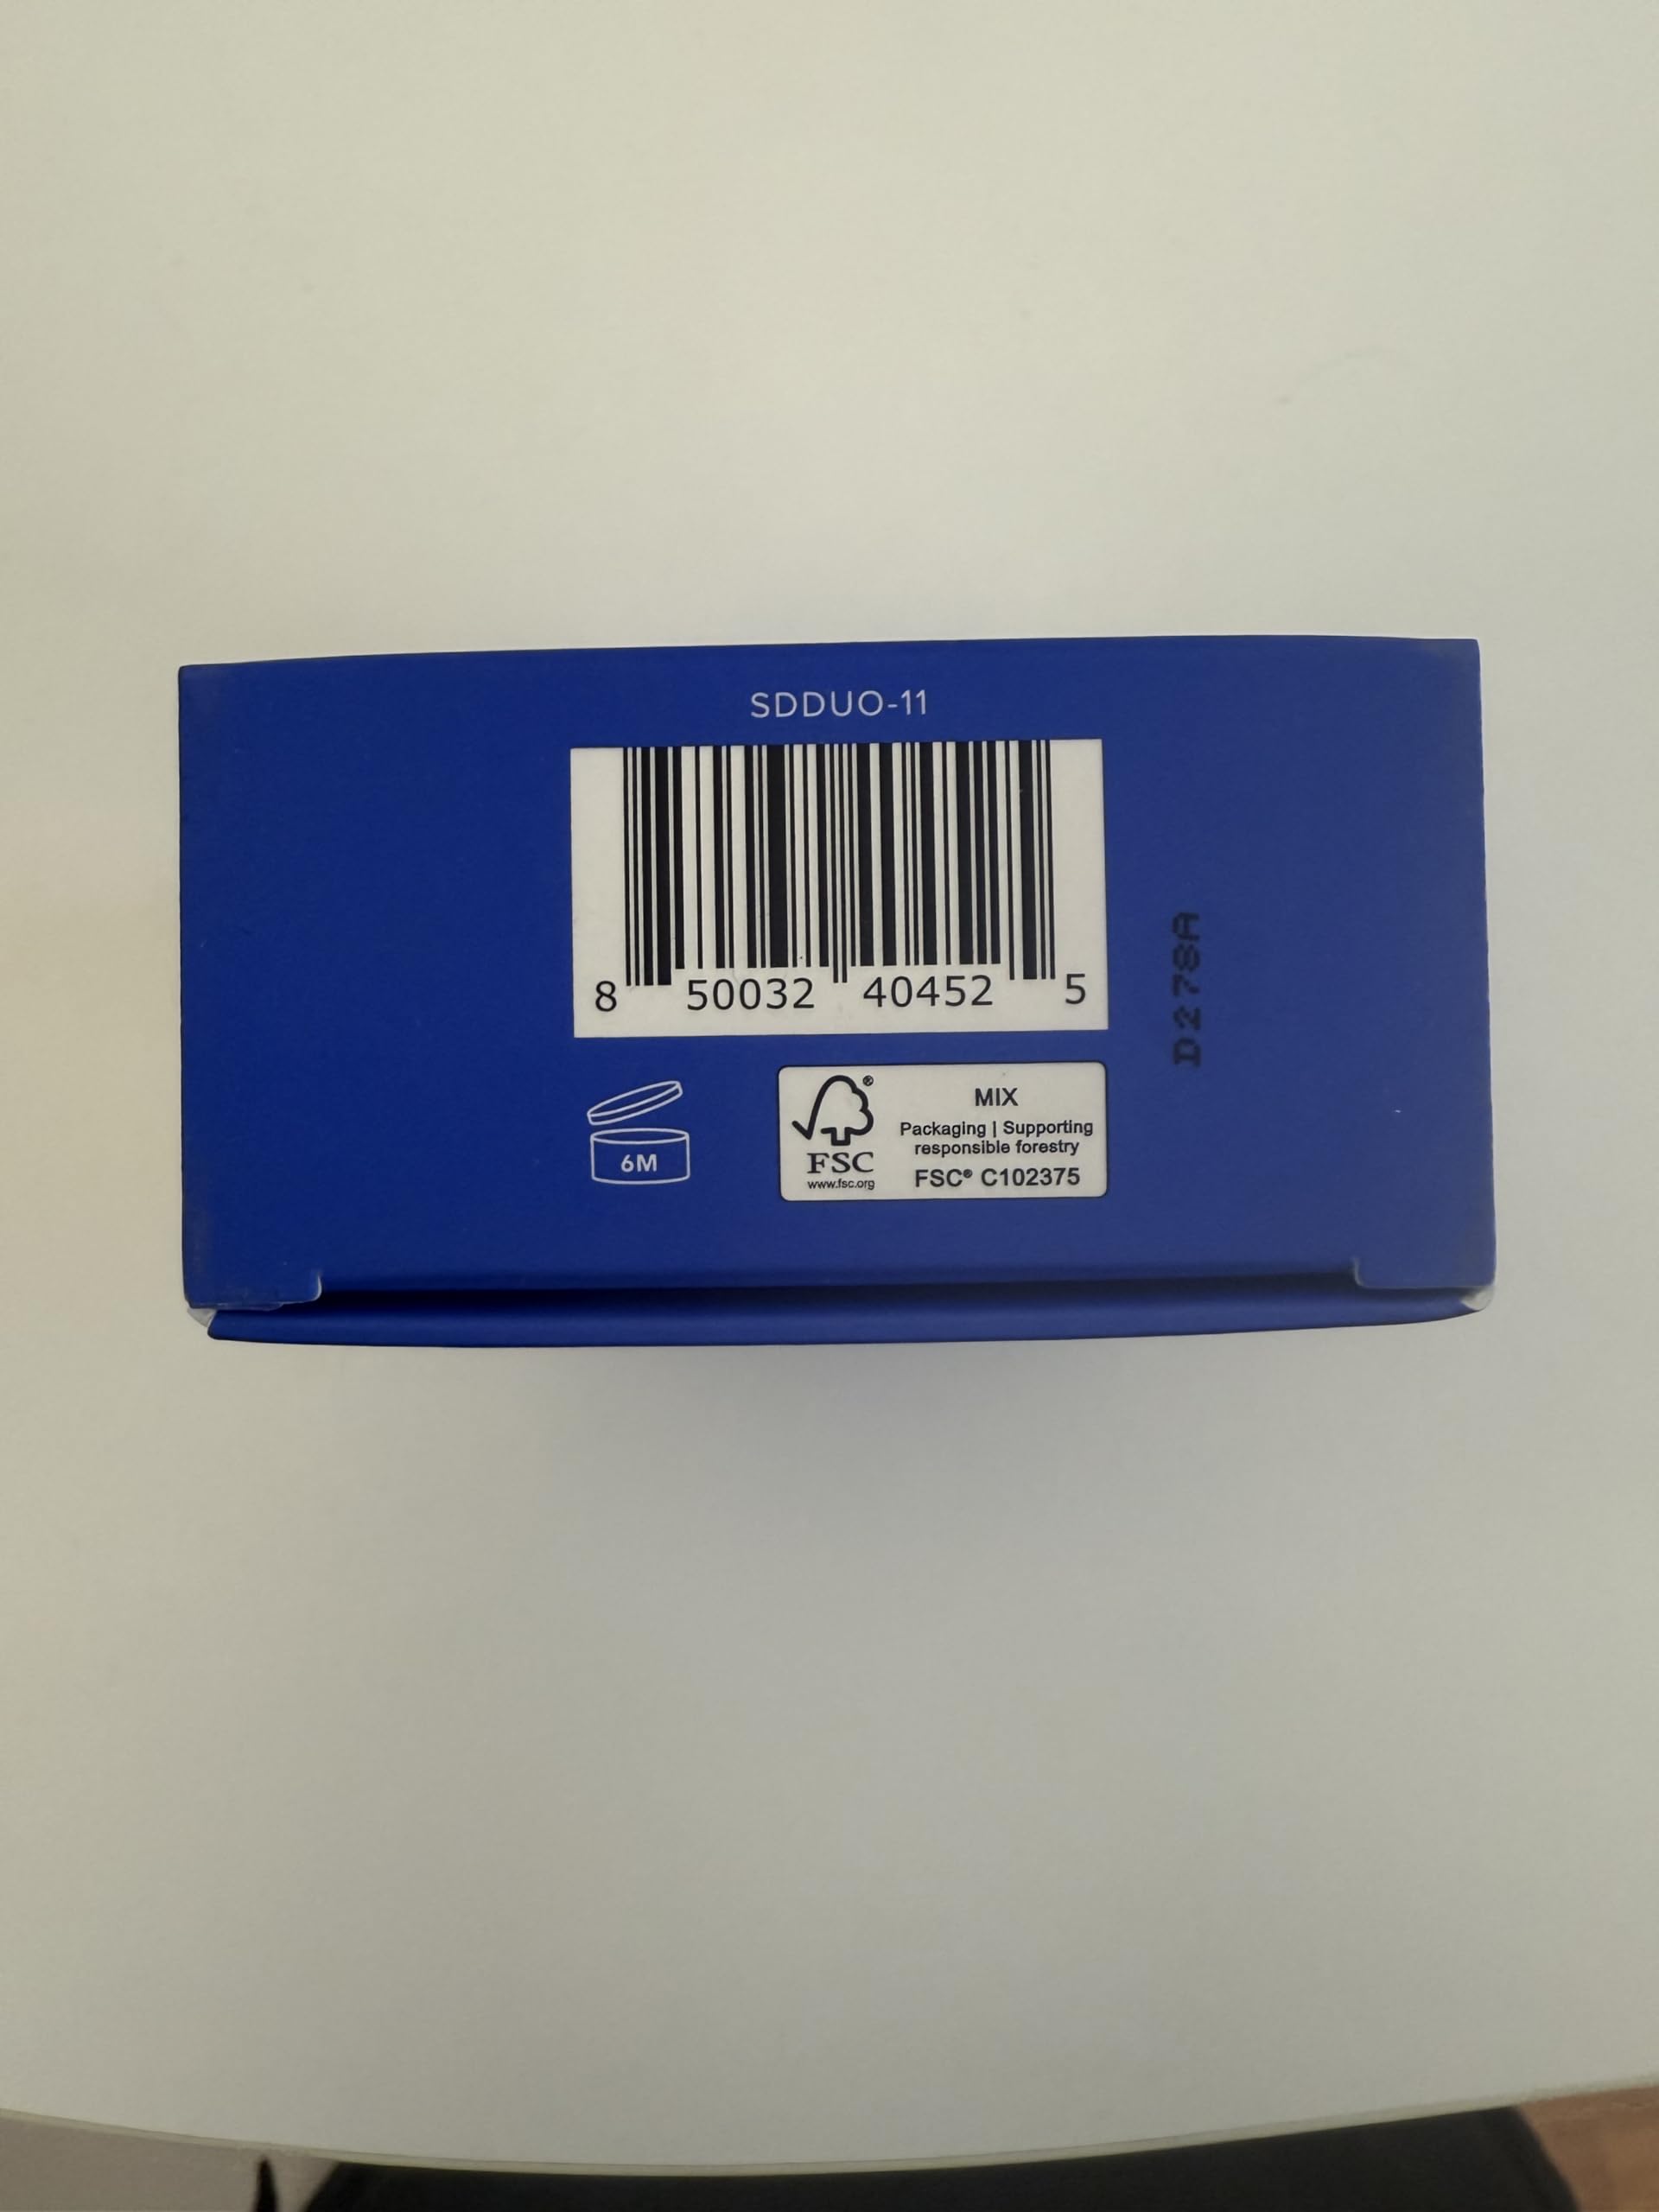 SDDUO-11
8 50032 40452 5
D278A
6M
FSC®
www.fsc.org
MIX
Packaging | Supporting
responsible forestry
FSC® C102375